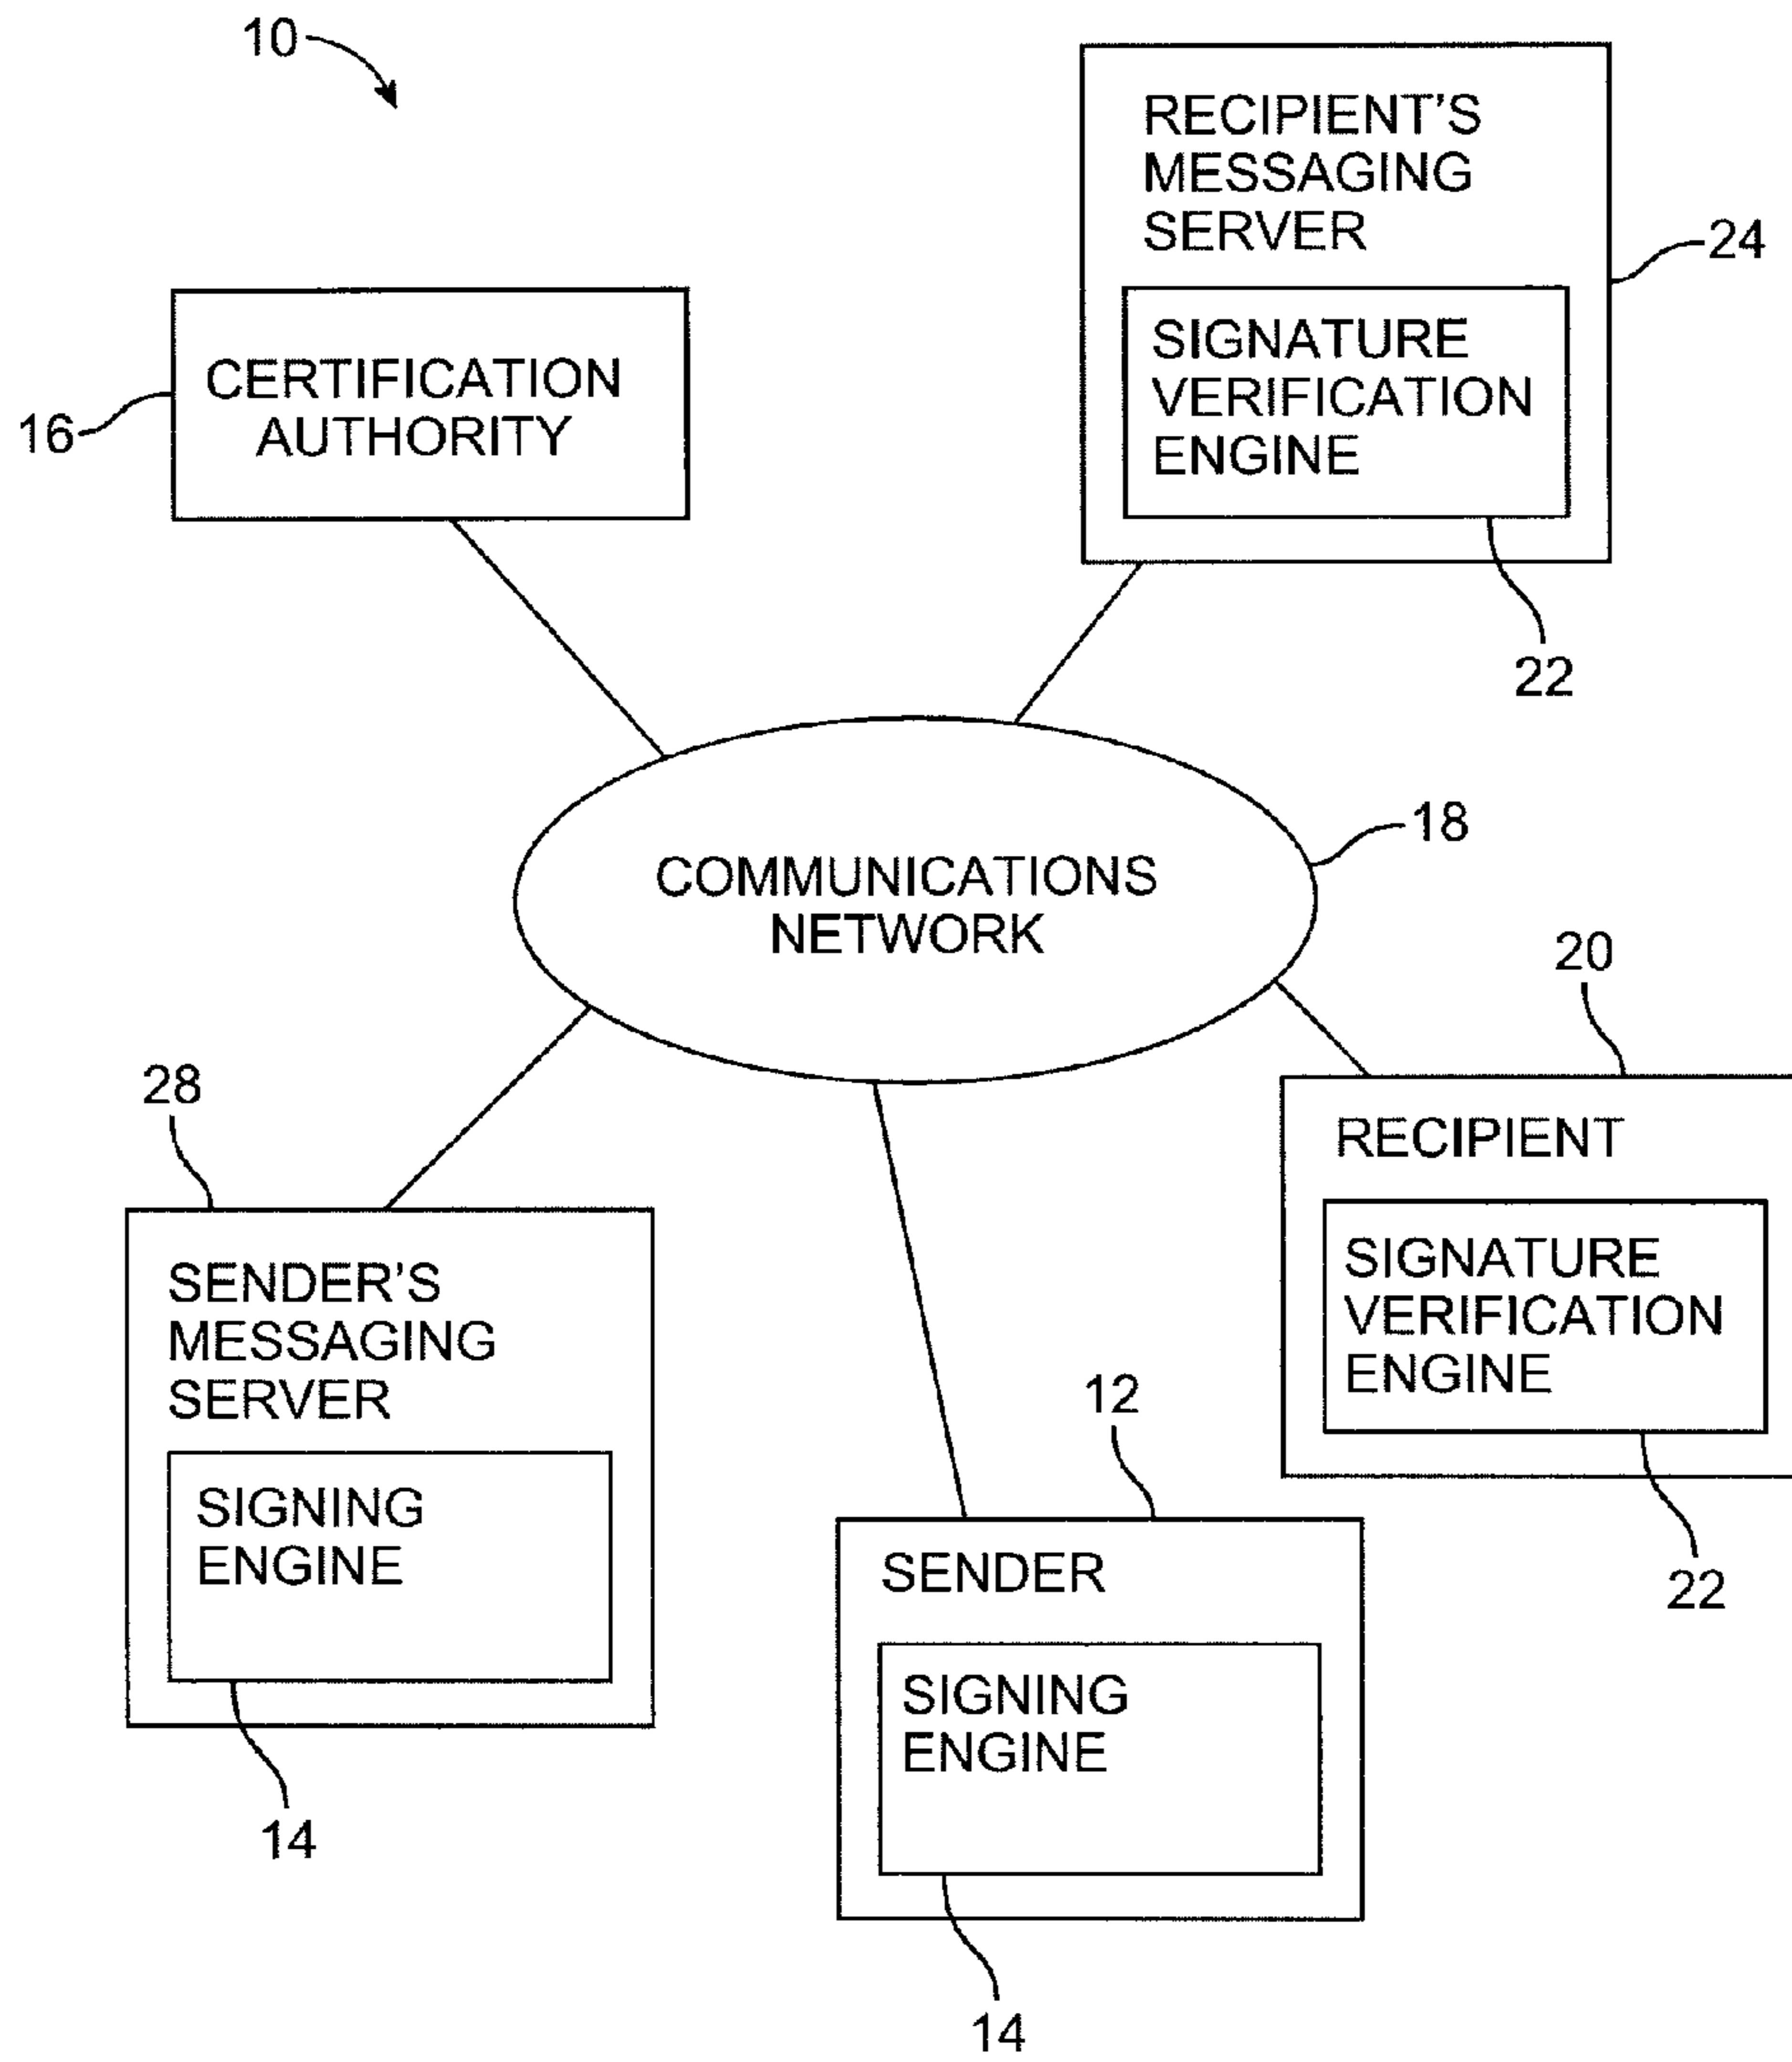 10
RECIPIENT'S
MESSAGING
SERVER
24
SIGNATURE
VERIFICATION
ENGINE
22
CERTIFICATION
AUTHORITY
16
COMMUNICATIONS
NETWORK
18
20
RECIPIENT
SIGNATURE
VERIFICATION
ENGINE
22
28
SENDER'S
MESSAGING
SERVER
SIGNING
ENGINE
14
12
SENDER
SIGNING
ENGINE
14